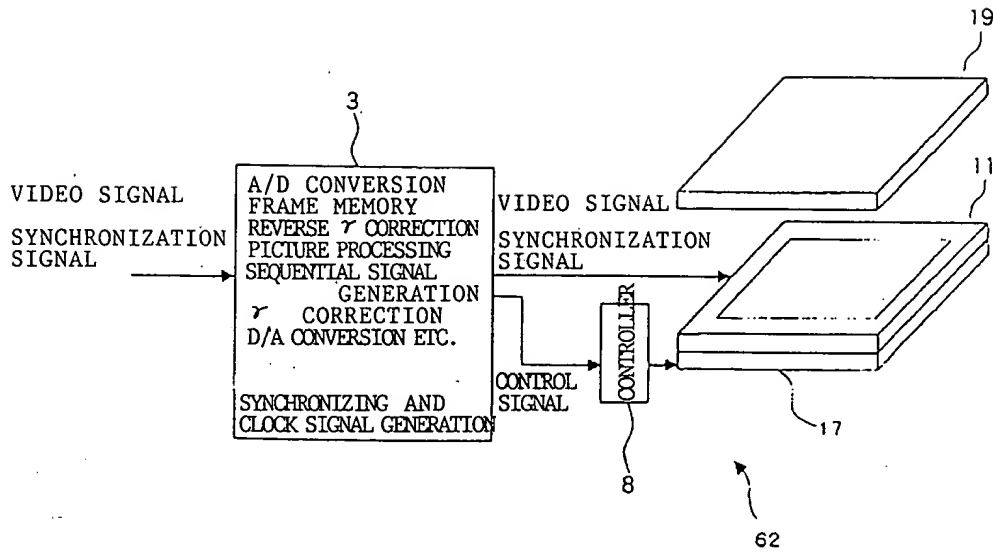 19
3
11
VIDEO SIGNAL
SYNCHRONIZATION
SIGNAL
A/D CONVERSION
FRAME MEMORY
REVERSE γ CORRECTION
PICTURE PROCESSING
SEQUENTIAL SIGNAL
GENERATION
γ CORRECTION
D/A CONVERSION ETC.
SYNCHRONIZING AND
CLOCK SIGNAL GENERATION
VIDEO SIGNAL
SYNCHRONIZATION
SIGNAL
CONTROL
SIGNAL
CONTROLLER
8
17
62